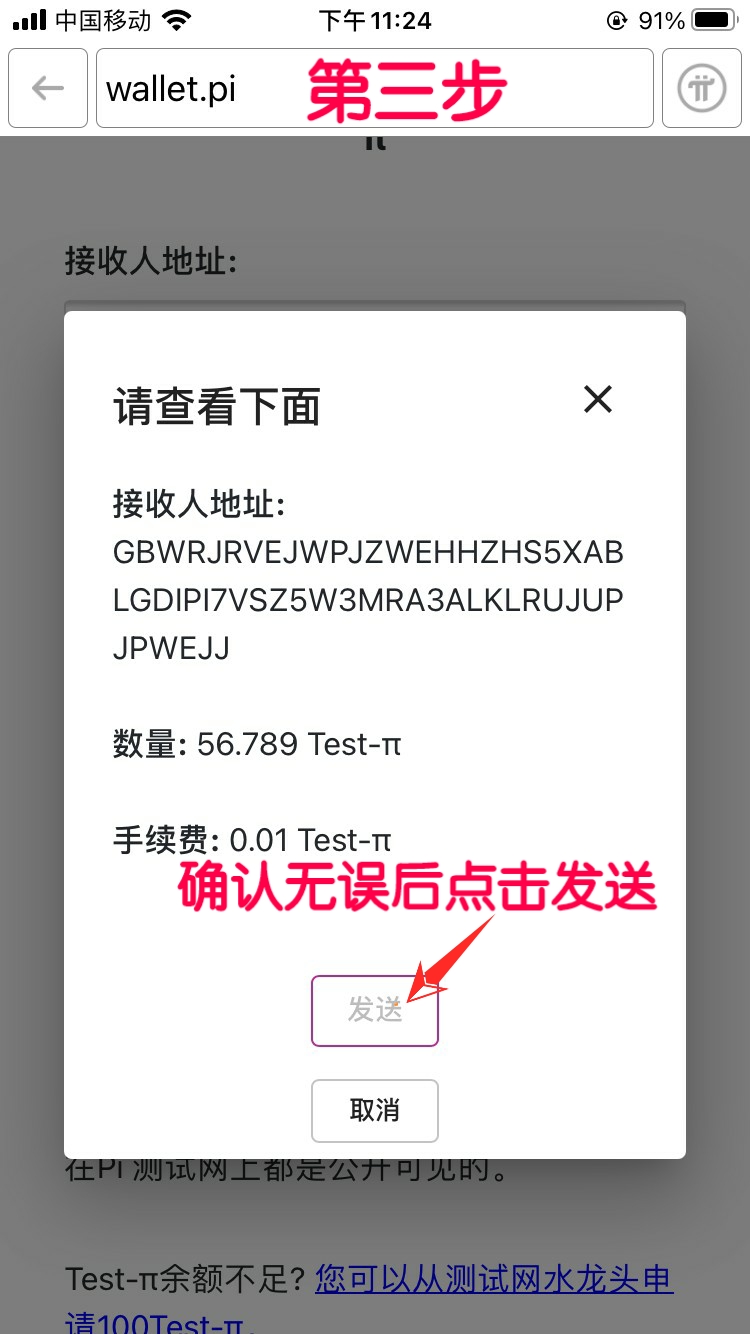 中国移动 下午11:24 91%
wallet.pi 第三步
π
接收人地址:
请查看下面
接收人地址:
GBWRJRVEJWPJZWEHHZHS5XAB
LGDIPI7VSZ5W3MRA3ALKLRUJUP
JPWEJJ
数量: 56.789 Test-π
手续费: 0.01 Test-π
确认无误后点击发送
发送
取消
在Pi 测试网上都是公开可见的。
Test-π余额不足? 您可以从测试网水龙头申
请100Test-π。